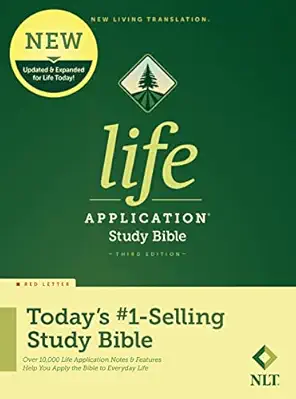 NEW LIVING TRANSLATION®
NEW
Updated & Expanded
for Life Today!
life
APPLICATION®
Study Bible
THIRD EDITION
RED LETTER
Today's #1-Selling
Study Bible
Over 10,000 Life Application Notes & Features
Help You Apply the Bible to Everyday Life
NLT®